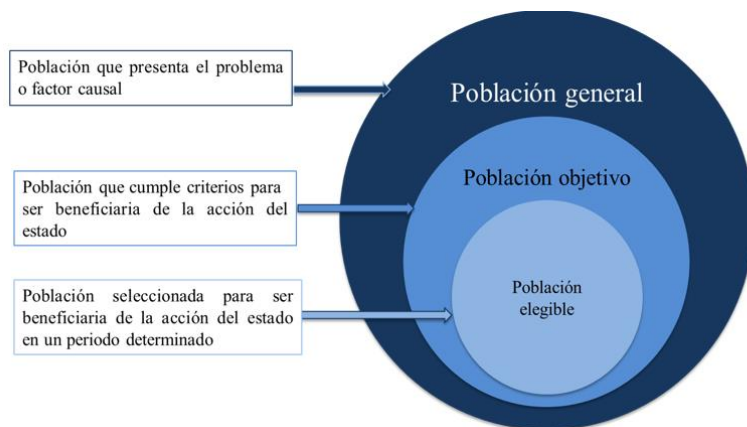 Población que presenta el problema
o factor causal
Población general
Población que cumple criterios para
ser beneficiaria de la acción del
estado
Población objetivo
Población seleccionada para ser
beneficiaria de la acción del estado
en un periodo determinado
Población
elegible